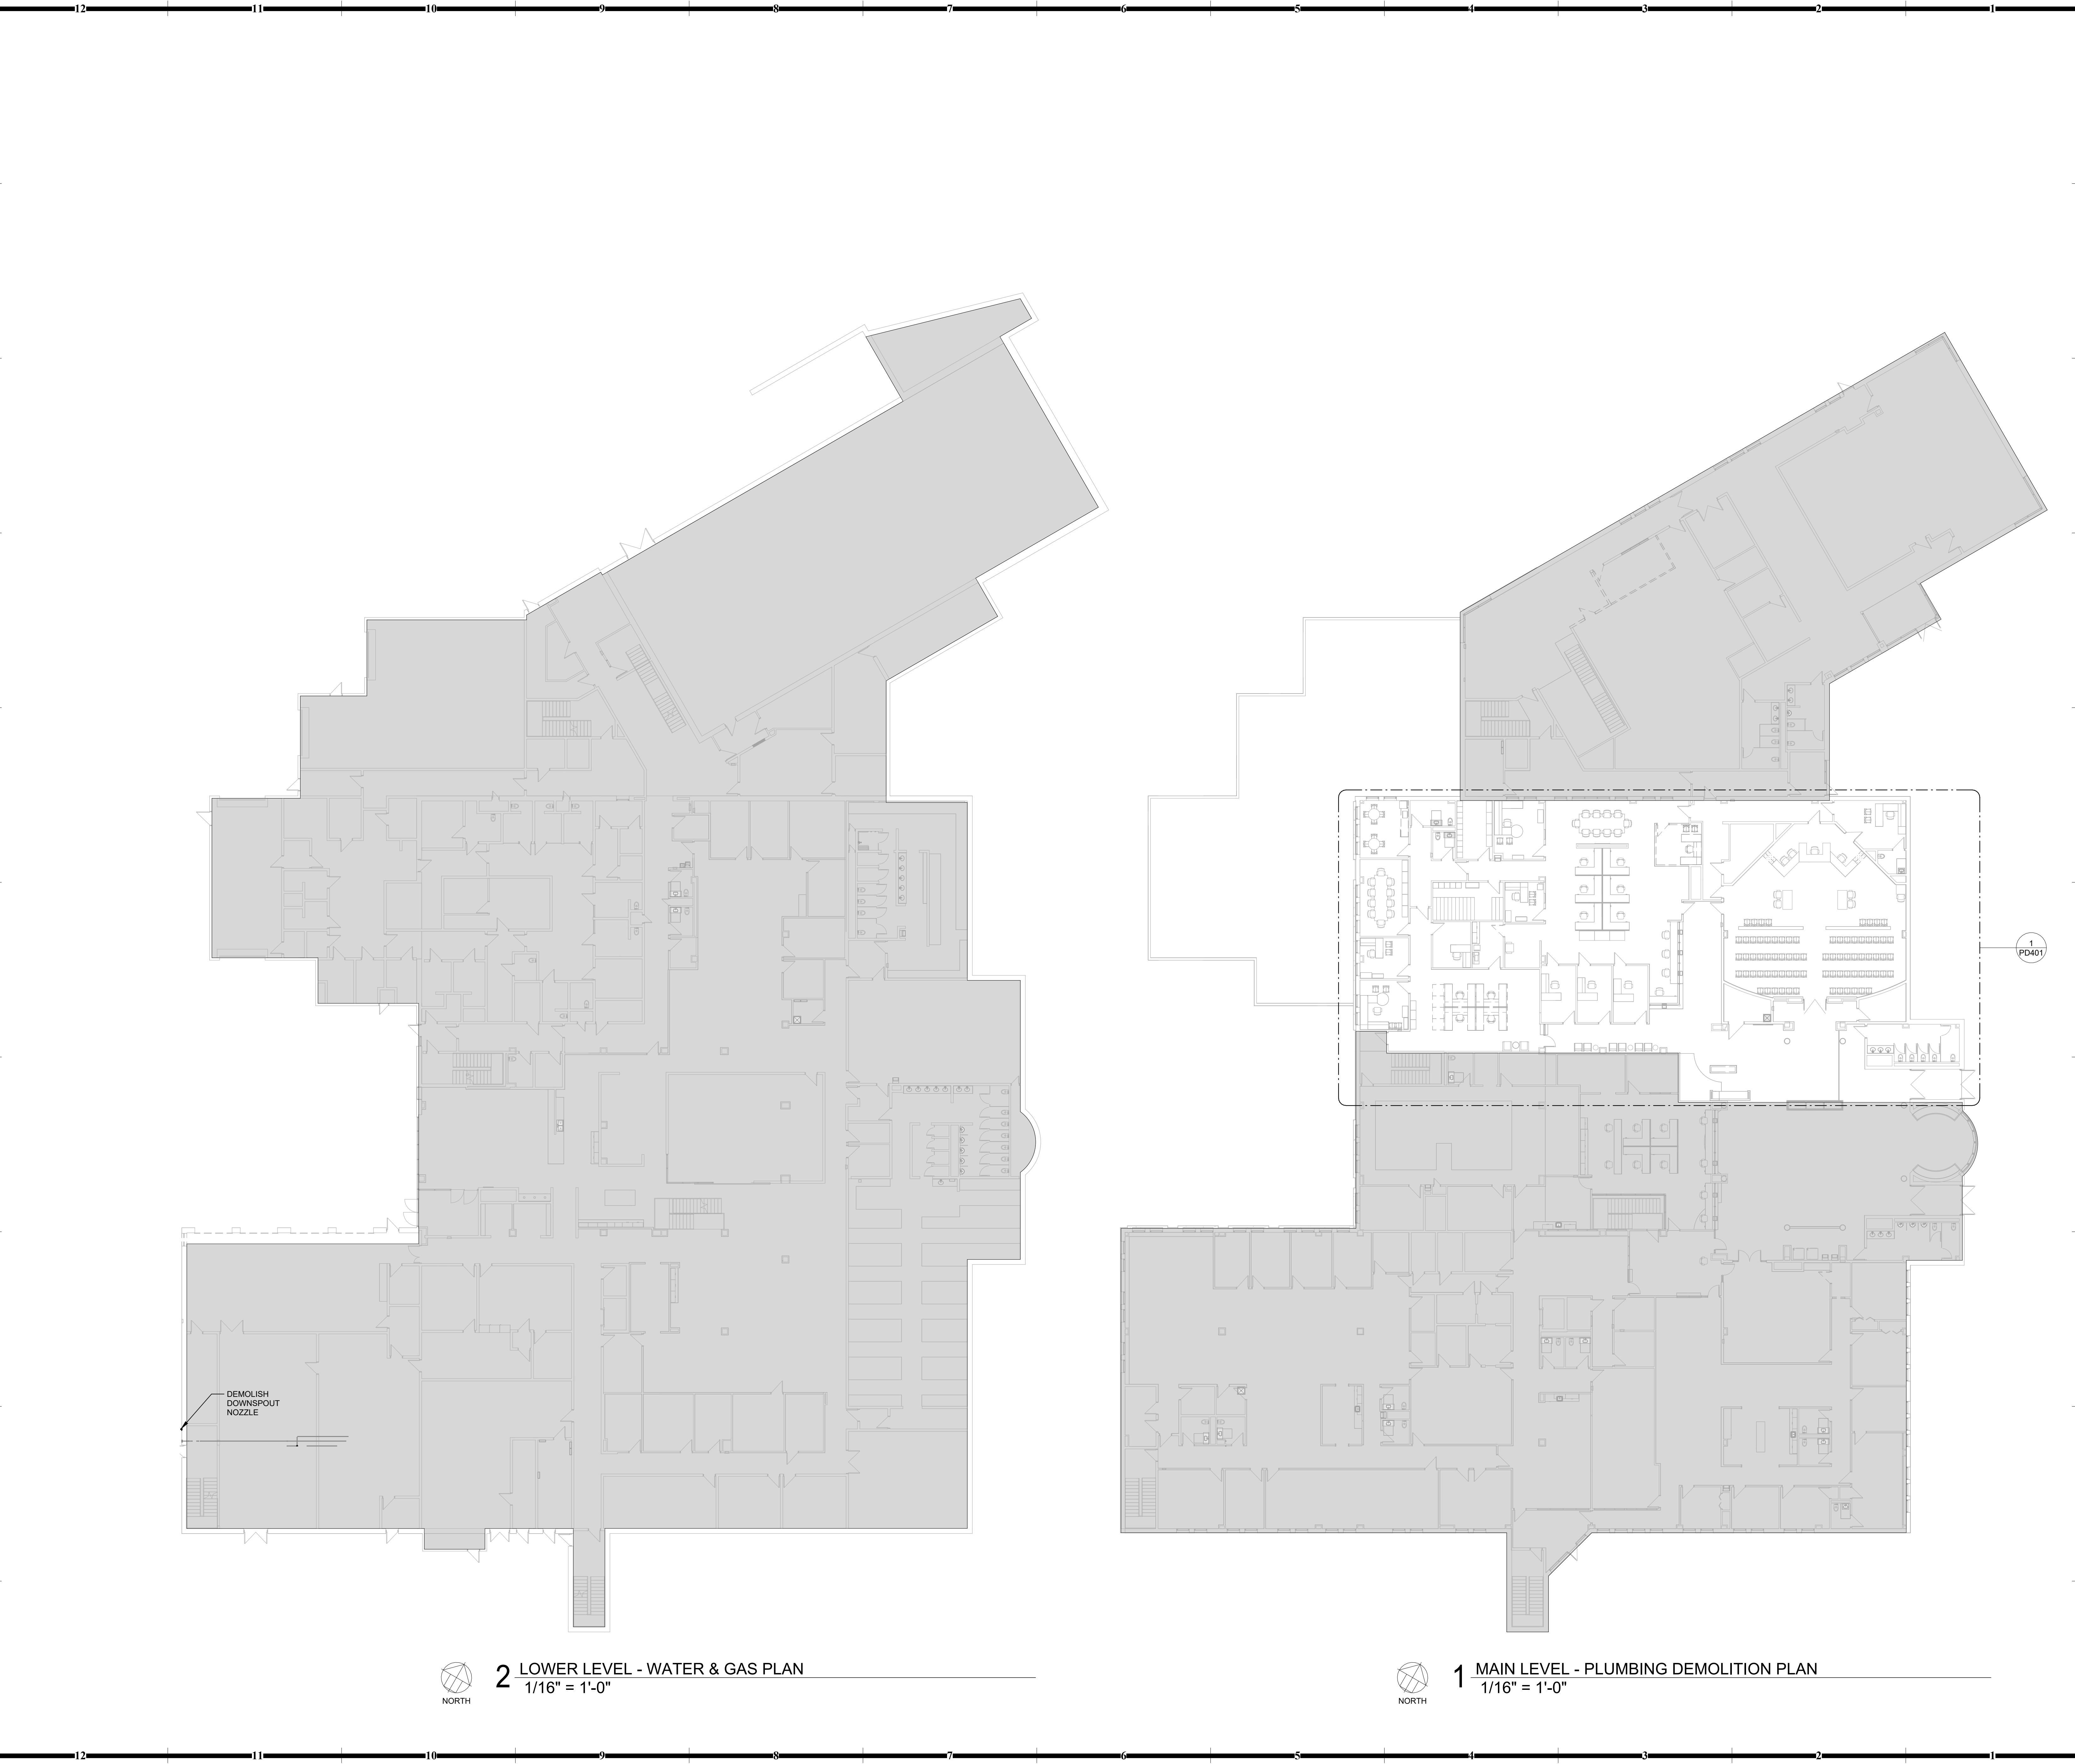 12 11 10 9 8 7 6 5 4 3 2 1
1
PD401
DEMOLISH
DOWNSPOUT
NOZZLE
NORTH
2 LOWER LEVEL - WATER & GAS PLAN
1/16" = 1'-0"
NORTH
1 MAIN LEVEL - PLUMBING DEMOLITION PLAN
1/16" = 1'-0"
12 11 10 9 8 7 6 5 4 3 2 1